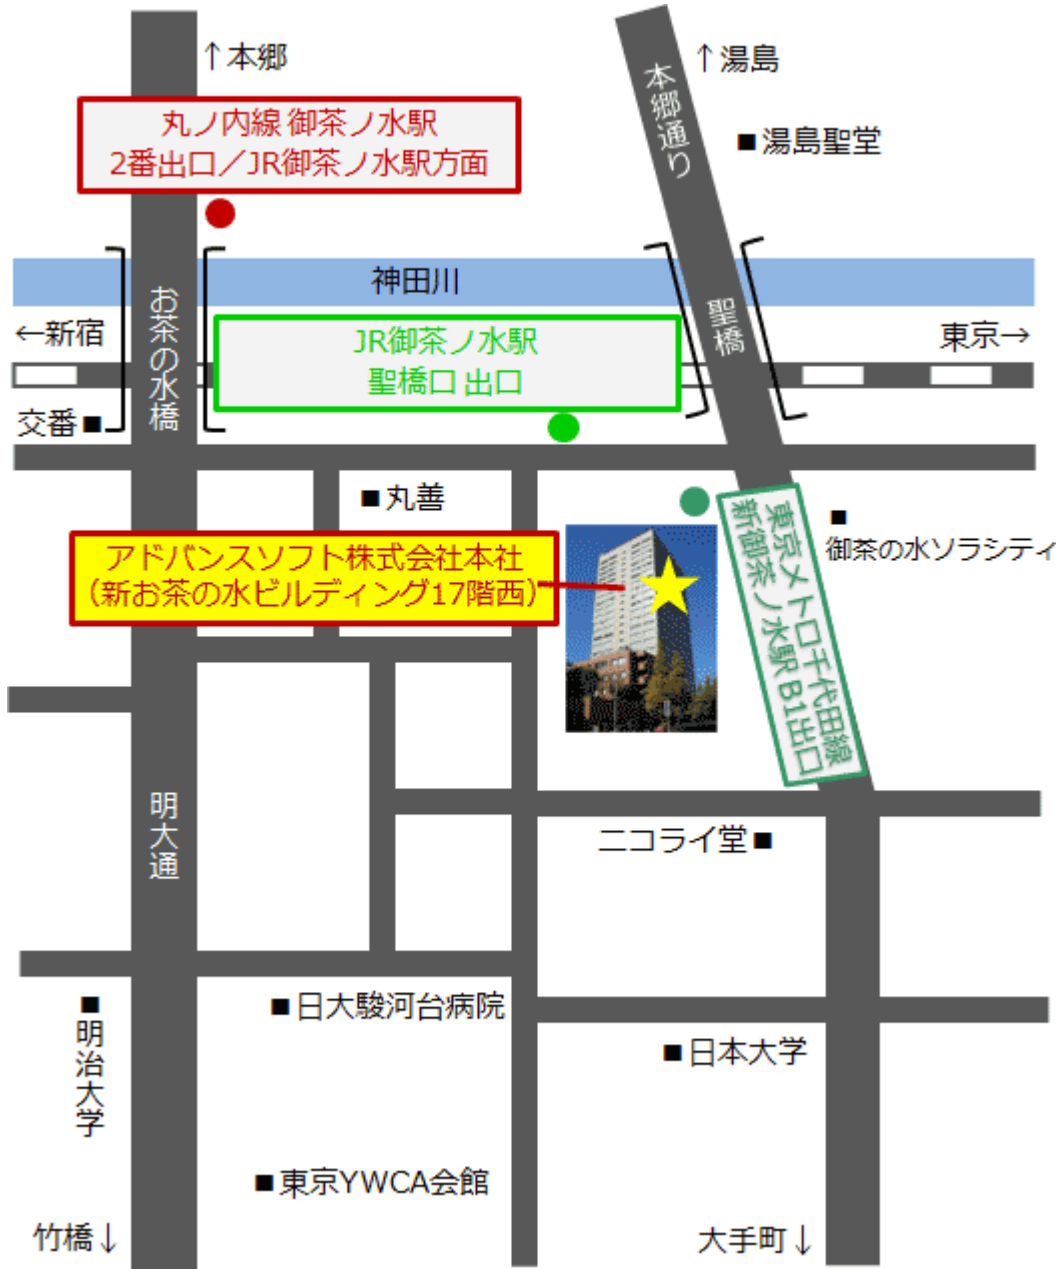 ↑本郷
↑湯島
本郷通り
丸ノ内線 御茶ノ水駅
2番出口／JR御茶ノ水駅方面
■湯島聖堂
神田川
お茶の水橋
聖橋
←新宿
JR御茶ノ水駅
聖橋口 出口
東京→
交番■
■丸善
■
御茶の水ソラシティ
アドバンスソフト株式会社本社
（新お茶の水ビルディング17階西）
東京メトロ千代田線
新御茶ノ水駅 B1出口
明大通
ニコライ堂■
■明治大学
■日大駿河台病院
■日本大学
■東京YWCA会館
竹橋↓
大手町↓